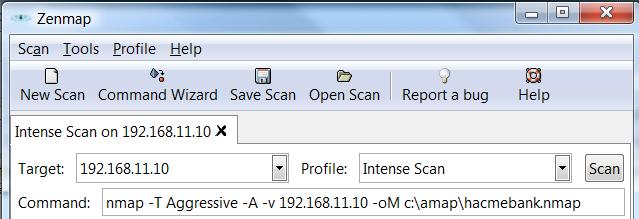 Zenmap
Scan Tools Profile Help
New Scan Command Wizard Save Scan Open Scan Report a bug Help
Intense Scan on 192.168.11.10 X
Target: 192.168.11.10 Profile: Intense Scan Scan
Command: nmap -T Aggressive -A -v 192.168.11.10 -oM c:\amap\hacmebank.nmap